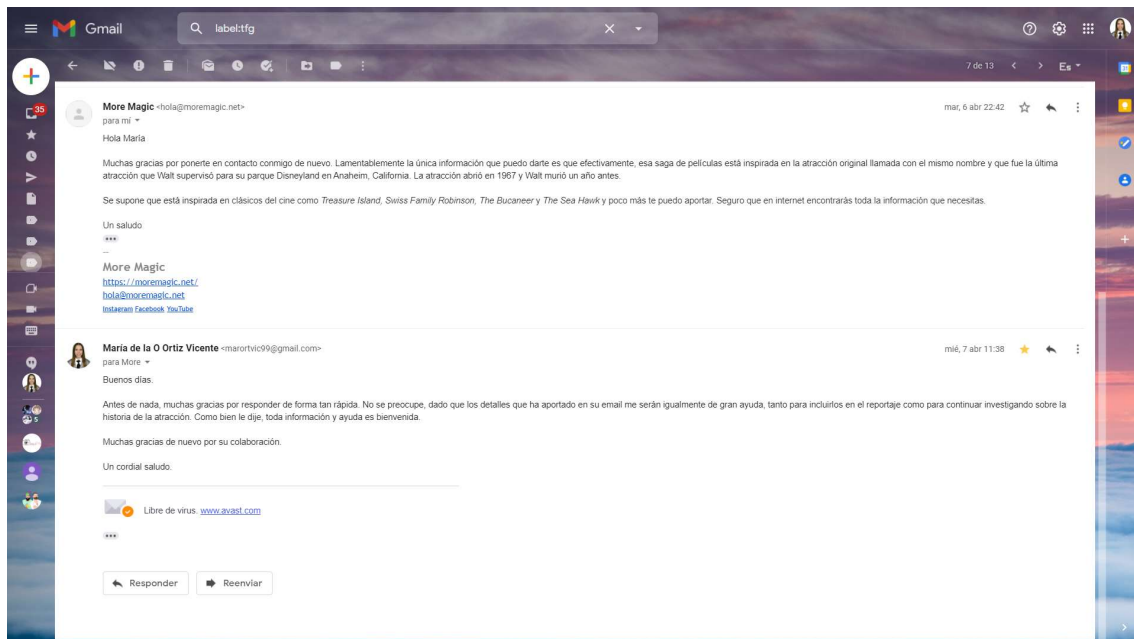 Gmail
label:tfg
7 de 13
Es
35
More Magic <hola@moremagic.net>
mar, 6 abr 22:42
para mí
Hola María
Muchas gracias por ponerte en contacto conmigo de nuevo. Lamentablemente la única información que puedo darte es que efectivamente, esa saga de películas está inspirada en la atracción original llamada con el mismo nombre y que fue la última
atracción que Walt supervisó para su parque Disneyland en Anaheim, California. La atracción abrió en 1967 y Walt murió un año antes.
Se supone que está inspirada en clásicos del cine como Treasure Island, Swiss Family Robinson, The Bucaneer y The Sea Hawk y poco más te puedo aportar. Seguro que en internet encontrarás toda la información que necesitas.
Un saludo
--
More Magic
https://moremagic.net/
hola@moremagic.net
Instagram Facebook YouTube
María de la O Ortiz Vicente <marortvic99@gmail.com>
mié, 7 abr 11:38
para More
Buenos días.
Antes de nada, muchas gracias por responder de forma tan rápida. No se preocupe, dado que los detalles que ha aportado en su email me serán igualmente de gran ayuda, tanto para incluirlos en el reportaje como para continuar investigando sobre la
historia de la atracción. Como bien le dije, toda información y ayuda es bienvenida.
Muchas gracias de nuevo por su colaboración.
Un cordial saludo.
Libre de virus. www.avast.com
Responder
Reenviar